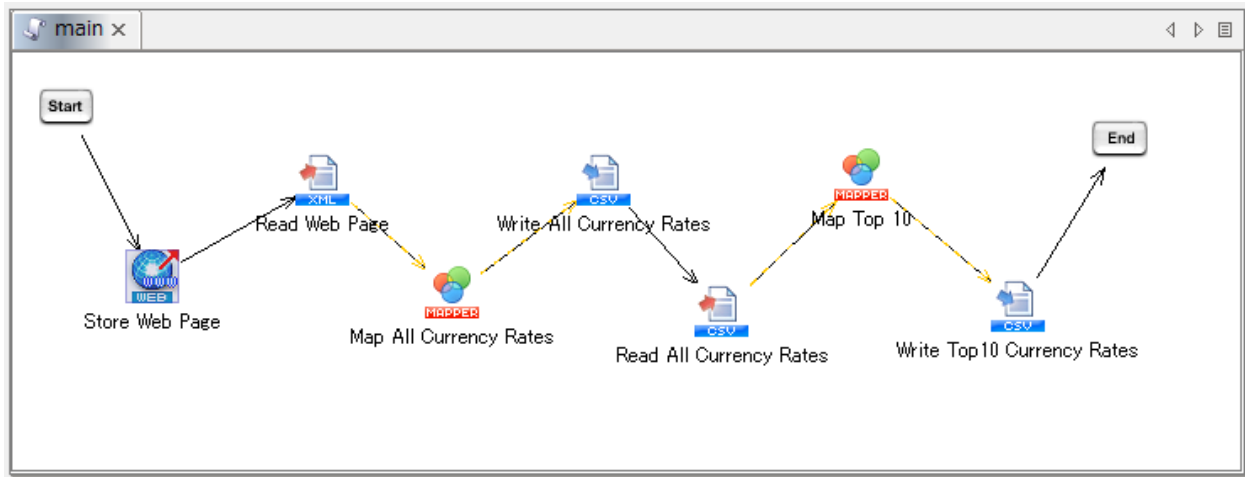 main
Start
End
XML
Read Web Page
CSV
Write All Currency Rates
MAPPER
Map Top 10
WWW
WEB
Store Web Page
MAPPER
Map All Currency Rates
CSV
Read All Currency Rates
CSV
Write Top10 Currency Rates